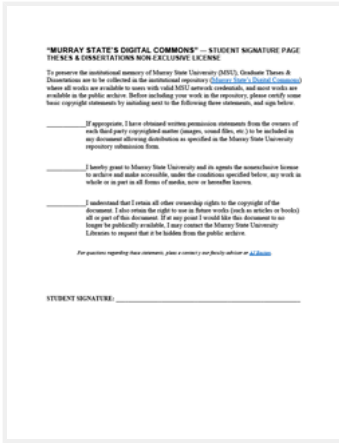 "MURRAY STATE'S DIGITAL COMMONS" — STUDENT SIGNATURE PAGE
THESES & DISSERTATIONS NON-EXCLUSIVE LICENSE
To preserve the institutional memory of Murray State University (MSU), Graduate Theses &
Dissertations are to be collected in the institutional repository (Murray State's Digital Commons)
where all works are available to users with valid MSU network credentials, and most works are
available in the public archive. Before including your work in the repository, please certify some
basic copyright statements by initialing next to the following three statements, and sign below.
____________If appropriate, I have obtained written permission statements from the owners of
each third party copyrighted matter (images, sound files, etc.) to be included in
my document allowing distribution as specified in the Murray State University
repository submission form.
____________I hereby grant to Murray State University and its agents the nonexclusive license
to archive and make accessible, under the conditions specified below, my work in
whole or in part in all forms of media, now or hereafter known.
____________I understand that I retain all other ownership rights to the copyright of the
document. I also retain the right to use in future works (such as articles or books)
all or part of this document. If at any point I would like this document to no
longer be publically available, I may contact the Murray State University
Libraries to request that it be hidden from the public archive.
For questions regarding these statements, please contact your faculty advisor or
STUDENT SIGNATURE: ____________________________________________